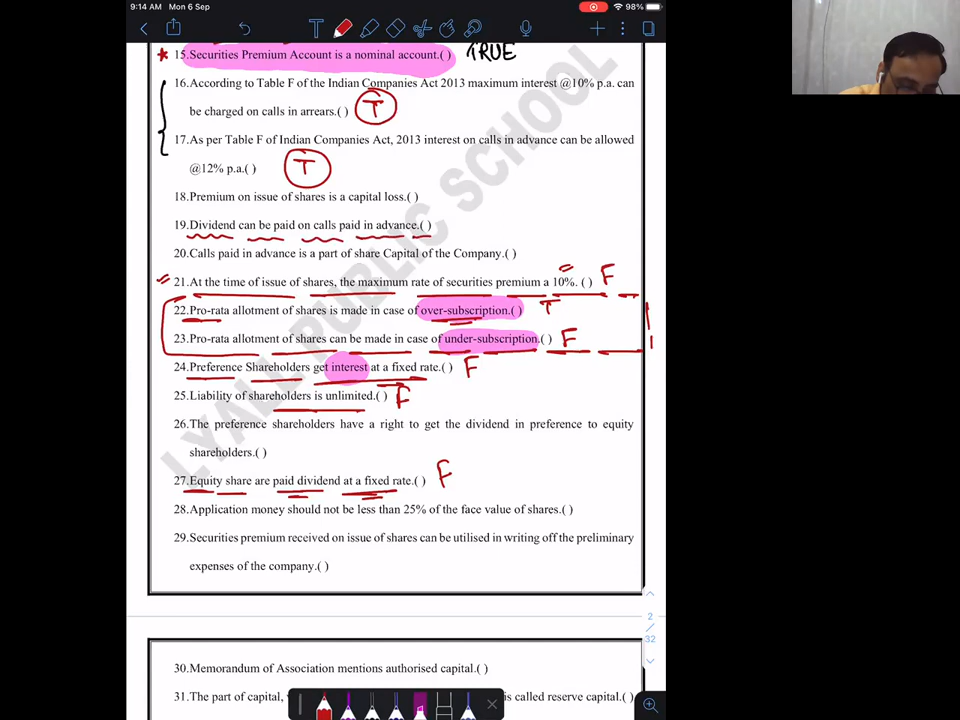 9:14 AM Mon 6 Sep
98%
15.Securities Premium Account is a nominal account.( ) TRUE
16.According to Table F of the Indian Companies Act 2013 maximum interest @10% p.a. can
be charged on calls in arrears.( ) T
17.As per Table F of Indian Companies Act, 2013 interest on calls in advance can be allowed
@12% p.a.( ) T
18.Premium on issue of shares is a capital loss.( )
19.Dividend can be paid on calls paid in advance.( )
20.Calls paid in advance is a part of share Capital of the Company.( )
21.At the time of issue of shares, the maximum rate of securities premium a 10%. ( ) F
22.Pro-rata allotment of shares is made in case of over-subscription.( ) T
23.Pro-rata allotment of shares can be made in case of under-subscription.( ) F
24.Preference Shareholders get interest at a fixed rate.( ) F
25.Liability of shareholders is unlimited.( ) F
26.The preference shareholders have a right to get the dividend in preference to equity
shareholders.( )
27.Equity share are paid dividend at a fixed rate.( ) F
28.Application money should not be less than 25% of the face value of shares.( )
29.Securities premium received on issue of shares can be utilised in writing off the preliminary
expenses of the company.( )
LYALL PUBLIC SCHOOL
2
/
32
30.Memorandum of Association mentions authorised capital.( )
31.The part of capital, is called reserve capital.( )